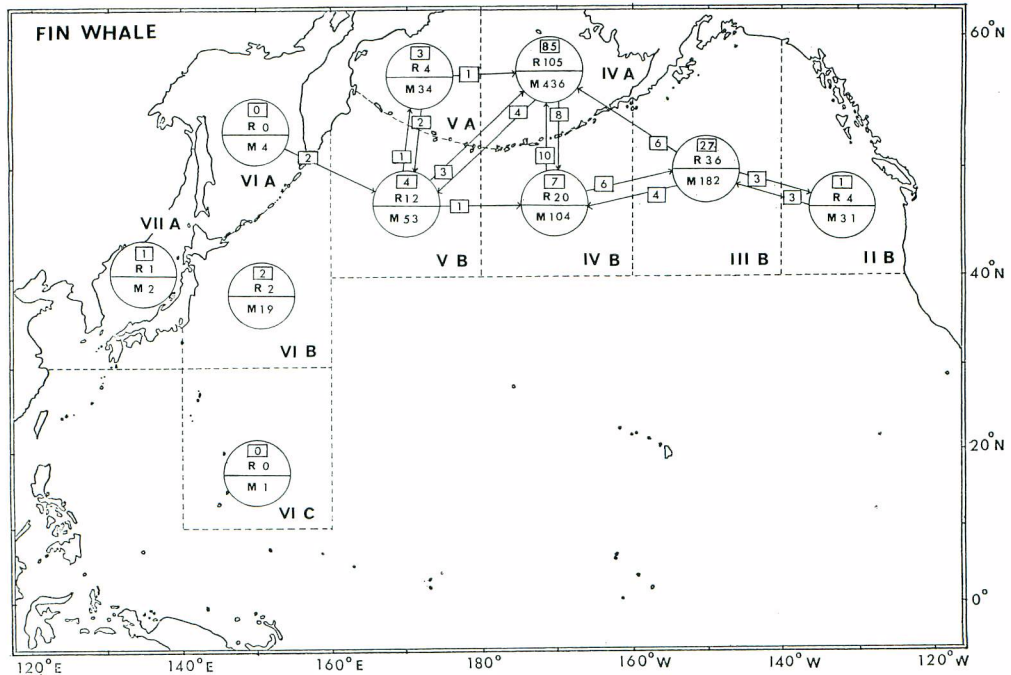 FIN WHALE
60°N
40°N
20°N
0°
120°E
140°E
160°E
180°
160°W
140°W
120°W
3
R 4
M 34
V A
85
R 105
M 436
IV A
0
R 0
M 4
VI A
4
R 12
M 53
V B
7
R 20
M 104
IV B
27
R 36
M 182
III B
1
R 4
M 31
II B
VII A
1
R 1
M 2
2
R 2
M 19
VI B
0
R 0
M 1
VI C
1
2
1
2
3
4
8
10
1
6
4
6
3
3